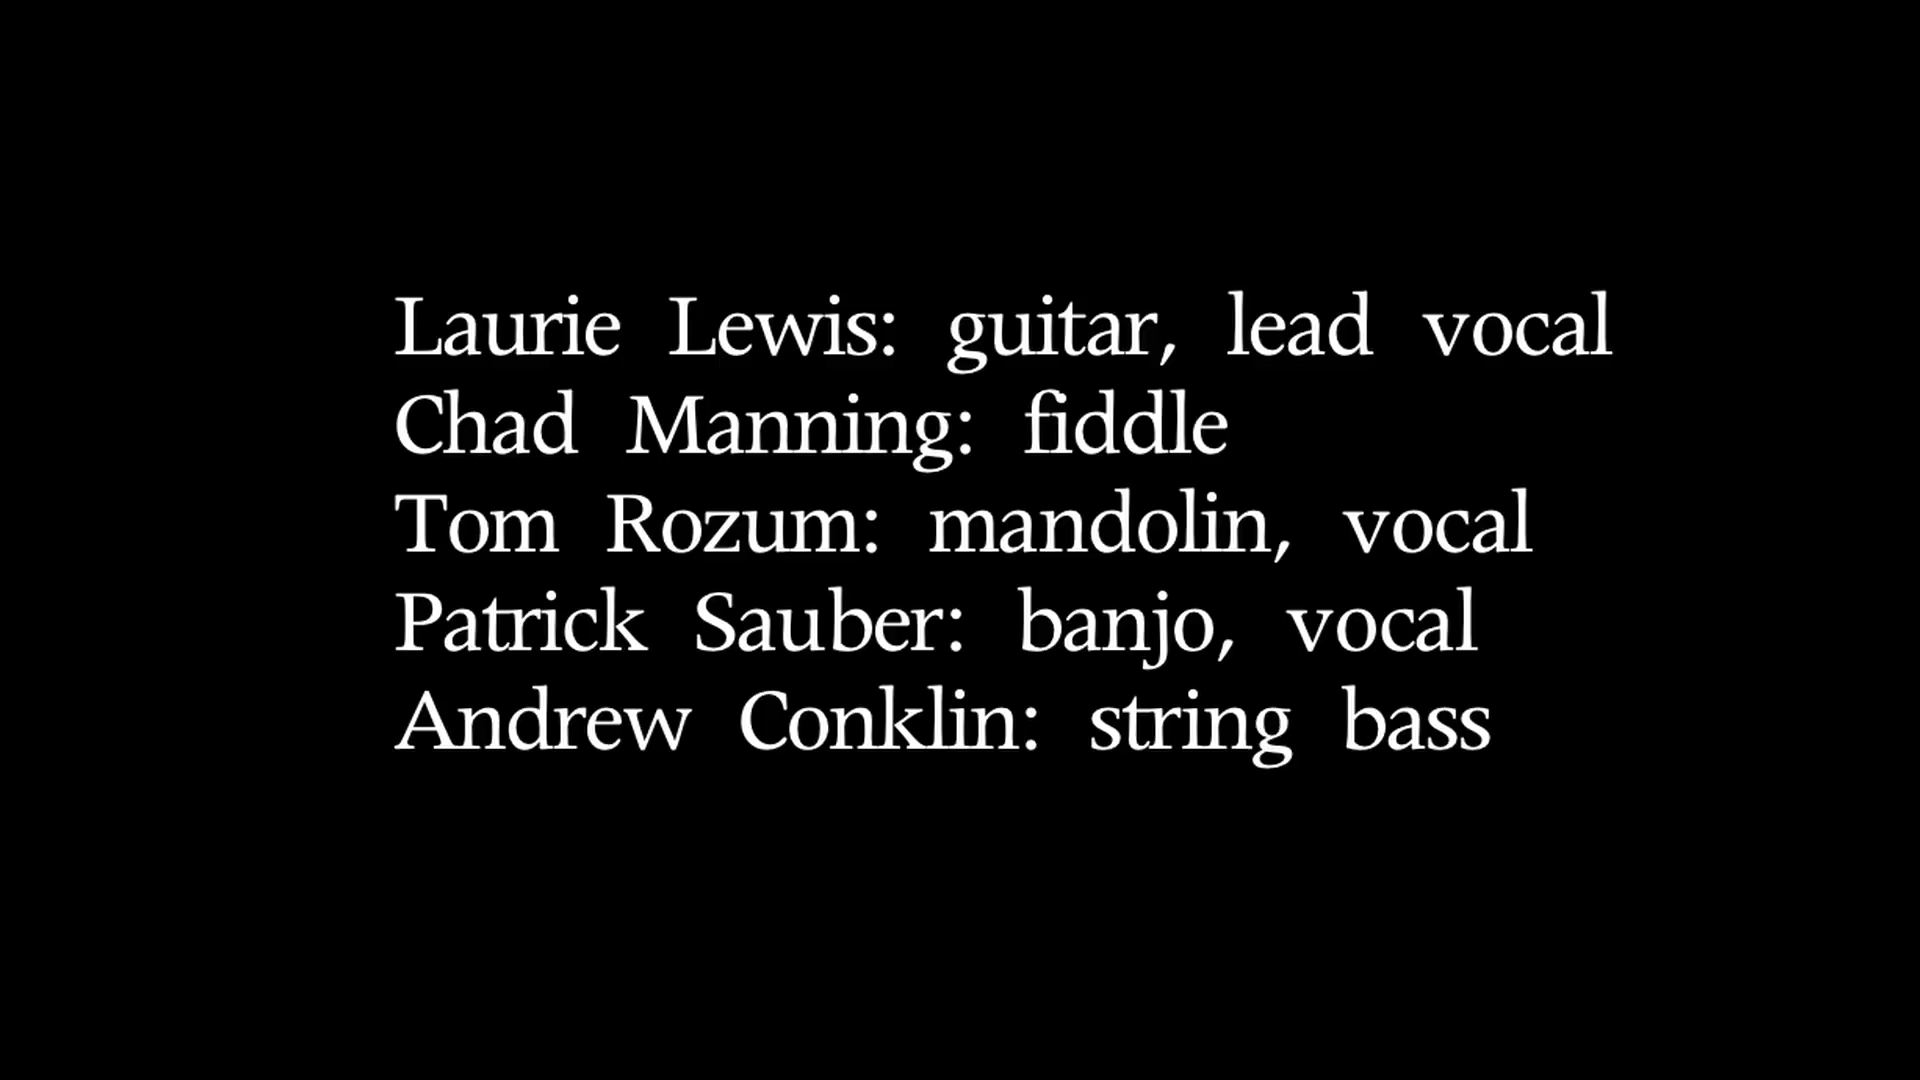 Laurie Lewis: guitar, lead vocal
Chad Manning: fiddle
Tom Rozum: mandolin, vocal
Patrick Sauber: banjo, vocal
Andrew Conklin: string bass